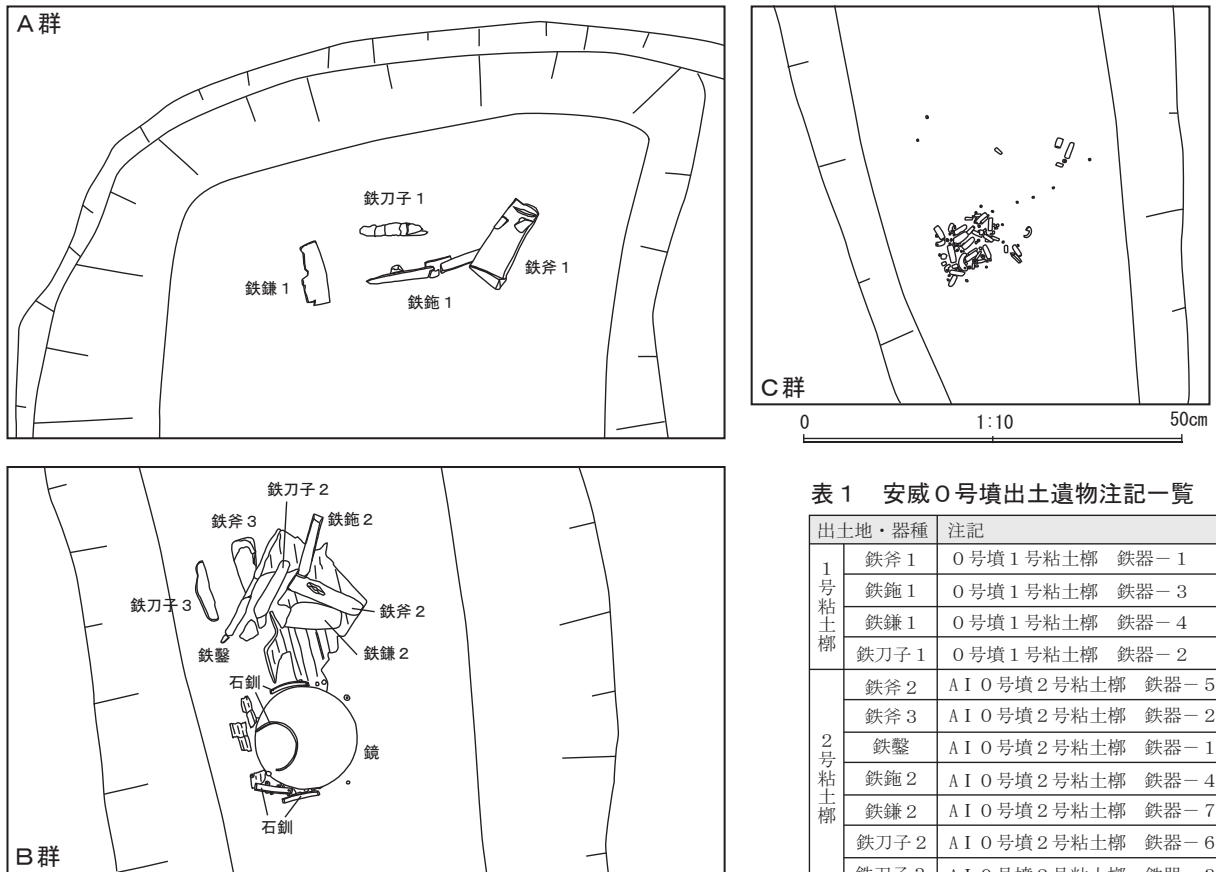 A群
鉄刀子1
鉄鎌1
鉄鉇1
鉄斧1
C群
0 1:10 50cm
鉄刀子2
鉄斧3
鉄鉇2
鉄刀子3
鉄斧2
鉄鑿
鉄鎌2
石釧
鏡
石釧
B群
表1 安威0号墳出土遺物注記一覧
出土地・器種 注記
1号粘土槨
鉄斧1 0号墳1号粘土槨 鉄器-1
鉄鉇1 0号墳1号粘土槨 鉄器-3
鉄鎌1 0号墳1号粘土槨 鉄器-4
鉄刀子1 0号墳1号粘土槨 鉄器-2
2号粘土槨
鉄斧2 AI0号墳2号粘土槨 鉄器-5
鉄斧3 AI0号墳2号粘土槨 鉄器-2
鉄鑿 AI0号墳2号粘土槨 鉄器-1
鉄鉇2 AI0号墳2号粘土槨 鉄器-4
鉄鎌2 AI0号墳2号粘土槨 鉄器-7
鉄刀子2 AI0号墳2号粘土槨 鉄器-6